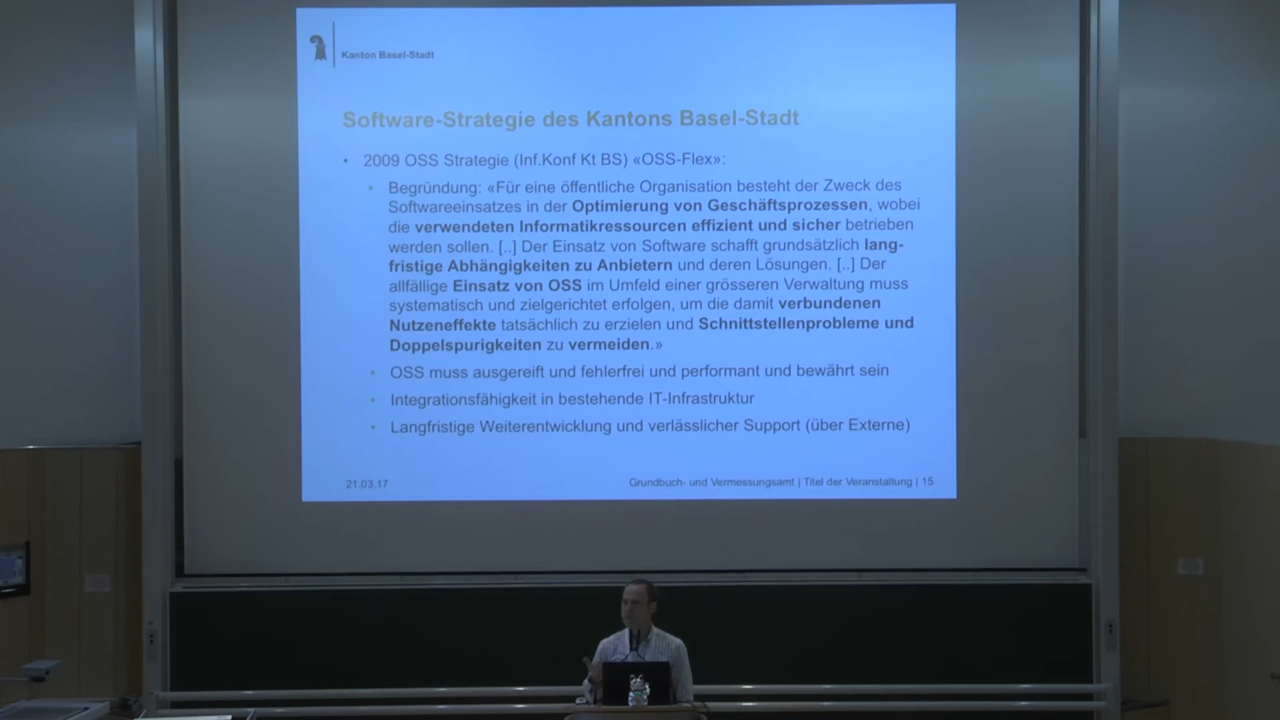 Kanton Basel-Stadt
Software-Strategie des Kantons Basel-Stadt
• 2009 OSS Strategie (Inf.Konf Kt BS) «OSS-Flex»:
• Begründung: «Für eine öffentliche Organisation besteht der Zweck des
Softwareeinsatzes in der Optimierung von Geschäftsprozessen, wobei
die verwendeten Informatikressourcen effizient und sicher betrieben
werden sollen. [..] Der Einsatz von Software schafft grundsätzlich lang-
fristige Abhängigkeiten zu Anbietern und deren Lösungen. [..] Der
allfällige Einsatz von OSS im Umfeld einer grösseren Verwaltung muss
systematisch und zielgerichtet erfolgen, um die damit verbundenen
Nutzeneffekte tatsächlich zu erzielen und Schnittstellenprobleme und
Doppelspurigkeiten zu vermeiden.»
• OSS muss ausgereift und fehlerfrei und performant und bewährt sein
• Integrationsfähigkeit in bestehende IT-Infrastruktur
• Langfristige Weiterentwicklung und verlässlicher Support (über Externe)
21.03.17
Grundbuch- und Vermessungsamt | Titel der Veranstaltung | 15